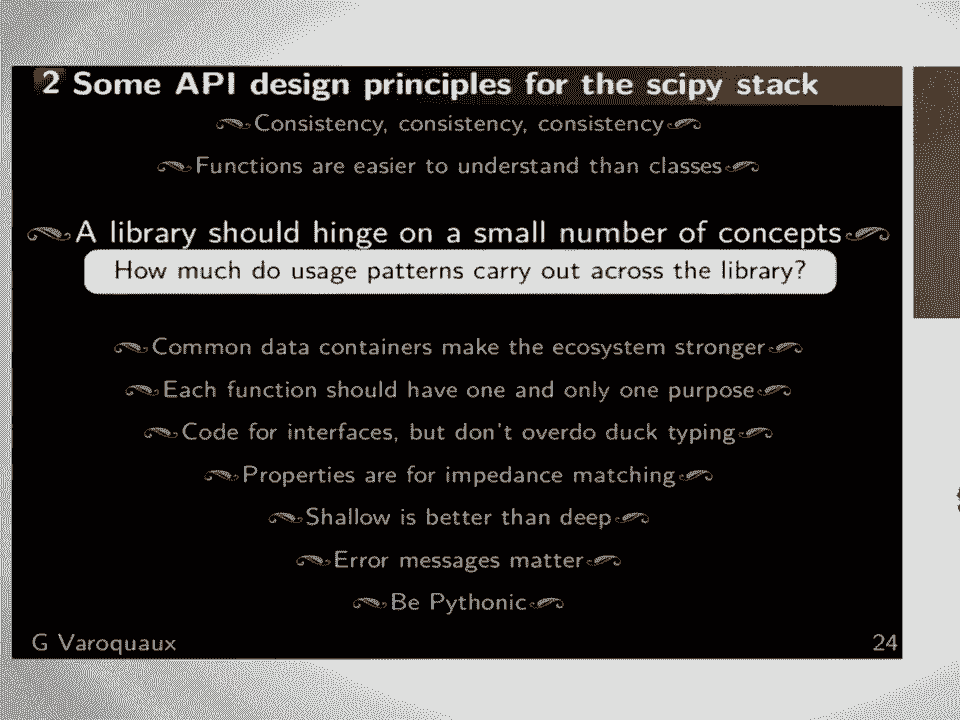 2 Some API design principles for the scipy stack
Consistency, consistency, consistency
Functions are easier to understand than classes
A library should hinge on a small number of concepts
How much do usage patterns carry out across the library?
Common data containers make the ecosystem stronger
Each function should have one and only one purpose
Code for interfaces, but don't overdo duck typing
Properties are for impedance matching
Shallow is better than deep
Error messages matter
Be Pythonic
G Varoquaux
24